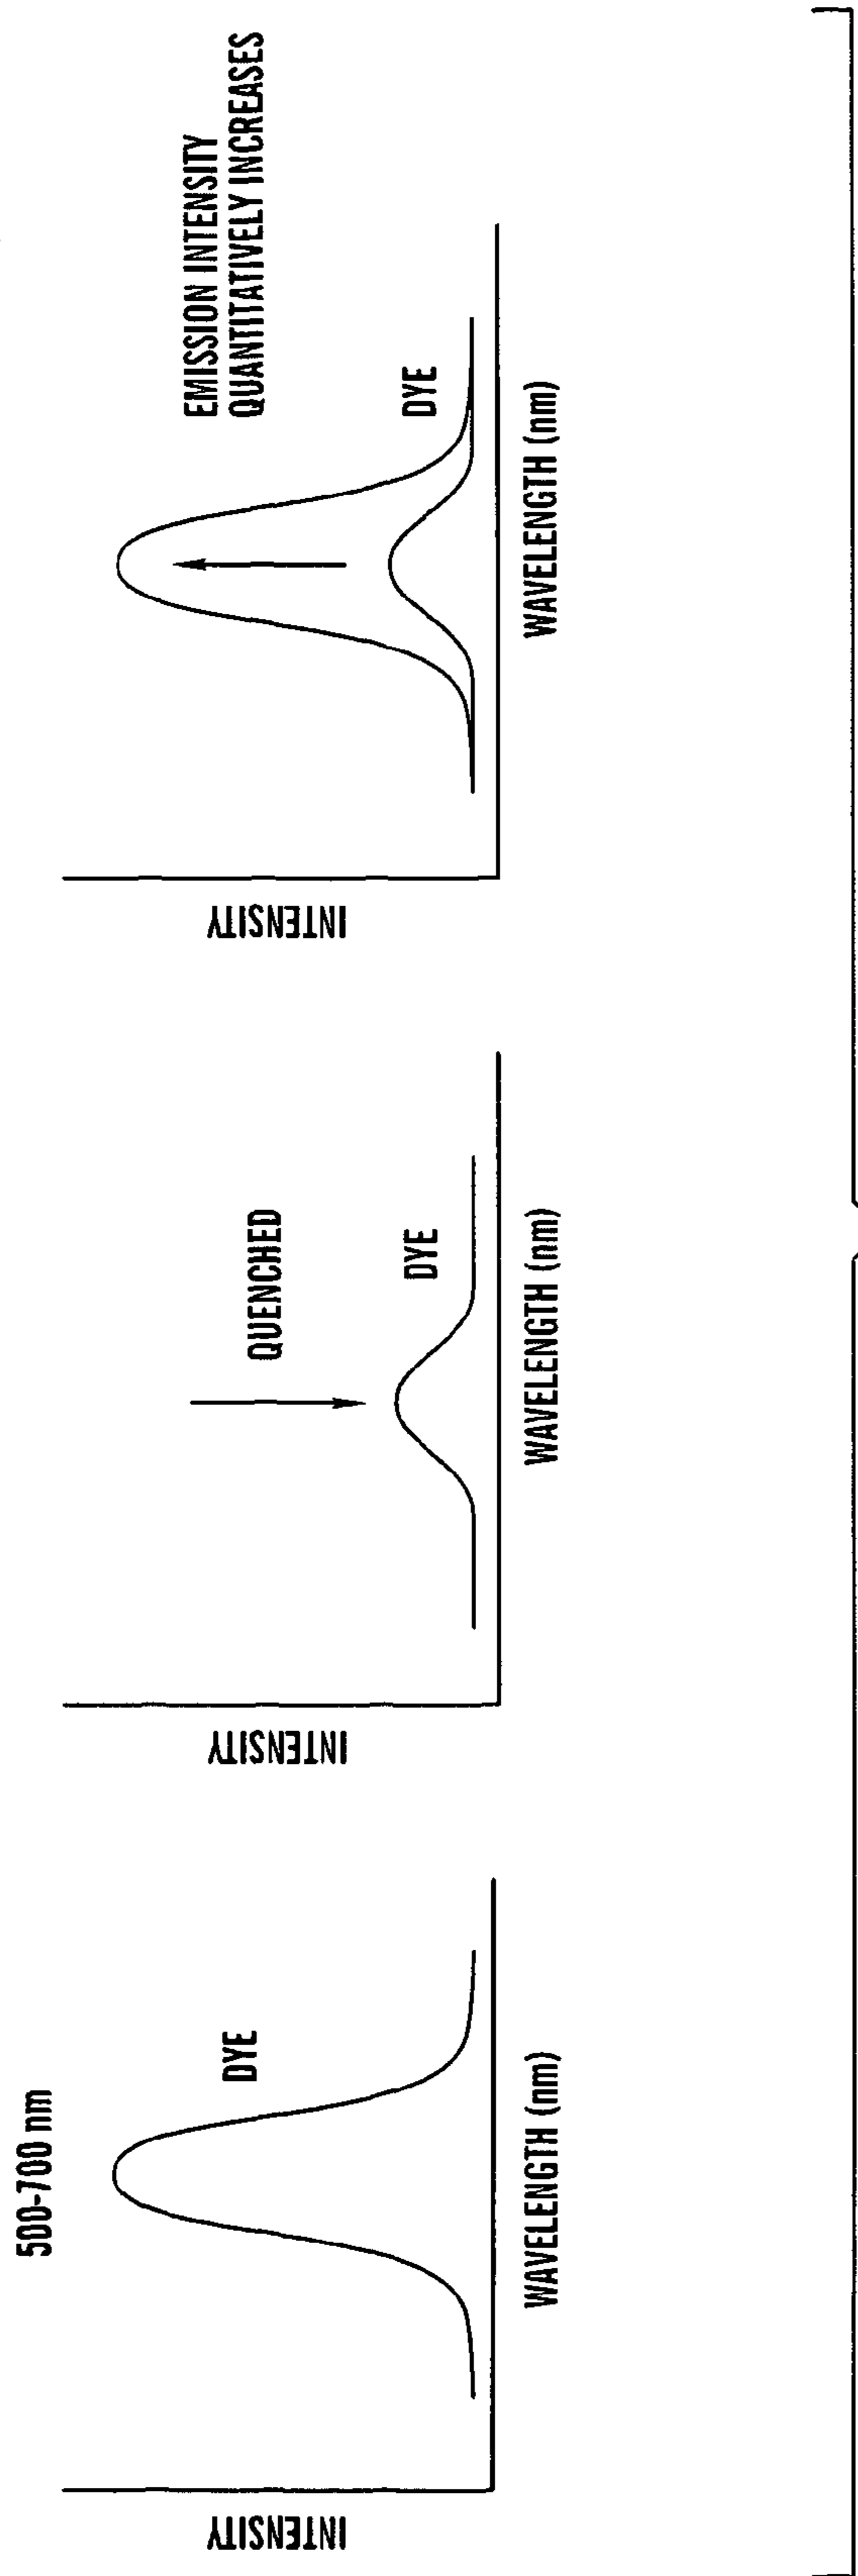 500-700 nm
DYE
INTENSITY
WAVELENGTH (nm)
QUENCHED
DYE
INTENSITY
WAVELENGTH (nm)
EMISSION INTENSITY
QUANTITATIVELY INCREASES
DYE
INTENSITY
WAVELENGTH (nm)